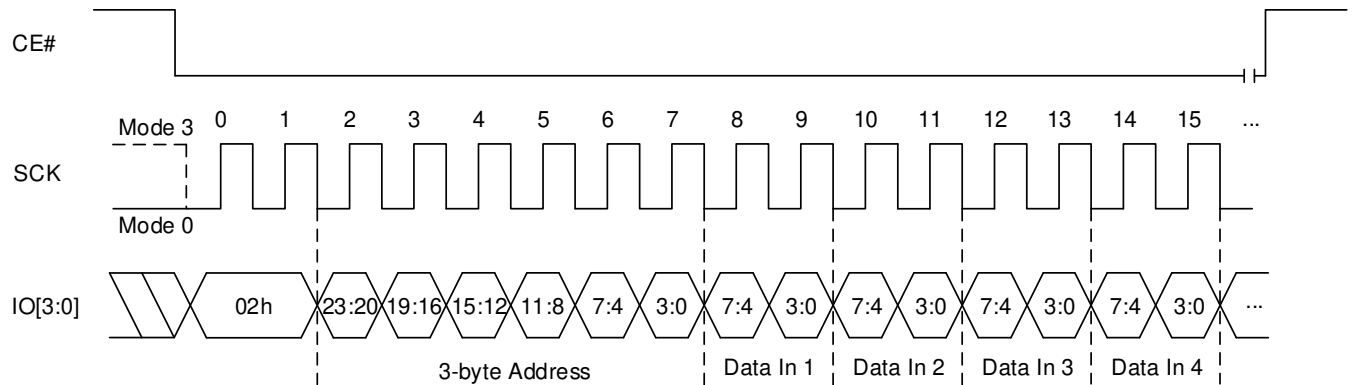 CE#
Mode 3
0 1 2 3 4 5 6 7 8 9 10 11 12 13 14 15 ...
SCK
Mode 0
IO[3:0]
02h 23:20 19:16 15:12 11:8 7:4 3:0 7:4 3:0 7:4 3:0 7:4 3:0 7:4 3:0 ...
3-byte Address Data In 1 Data In 2 Data In 3 Data In 4